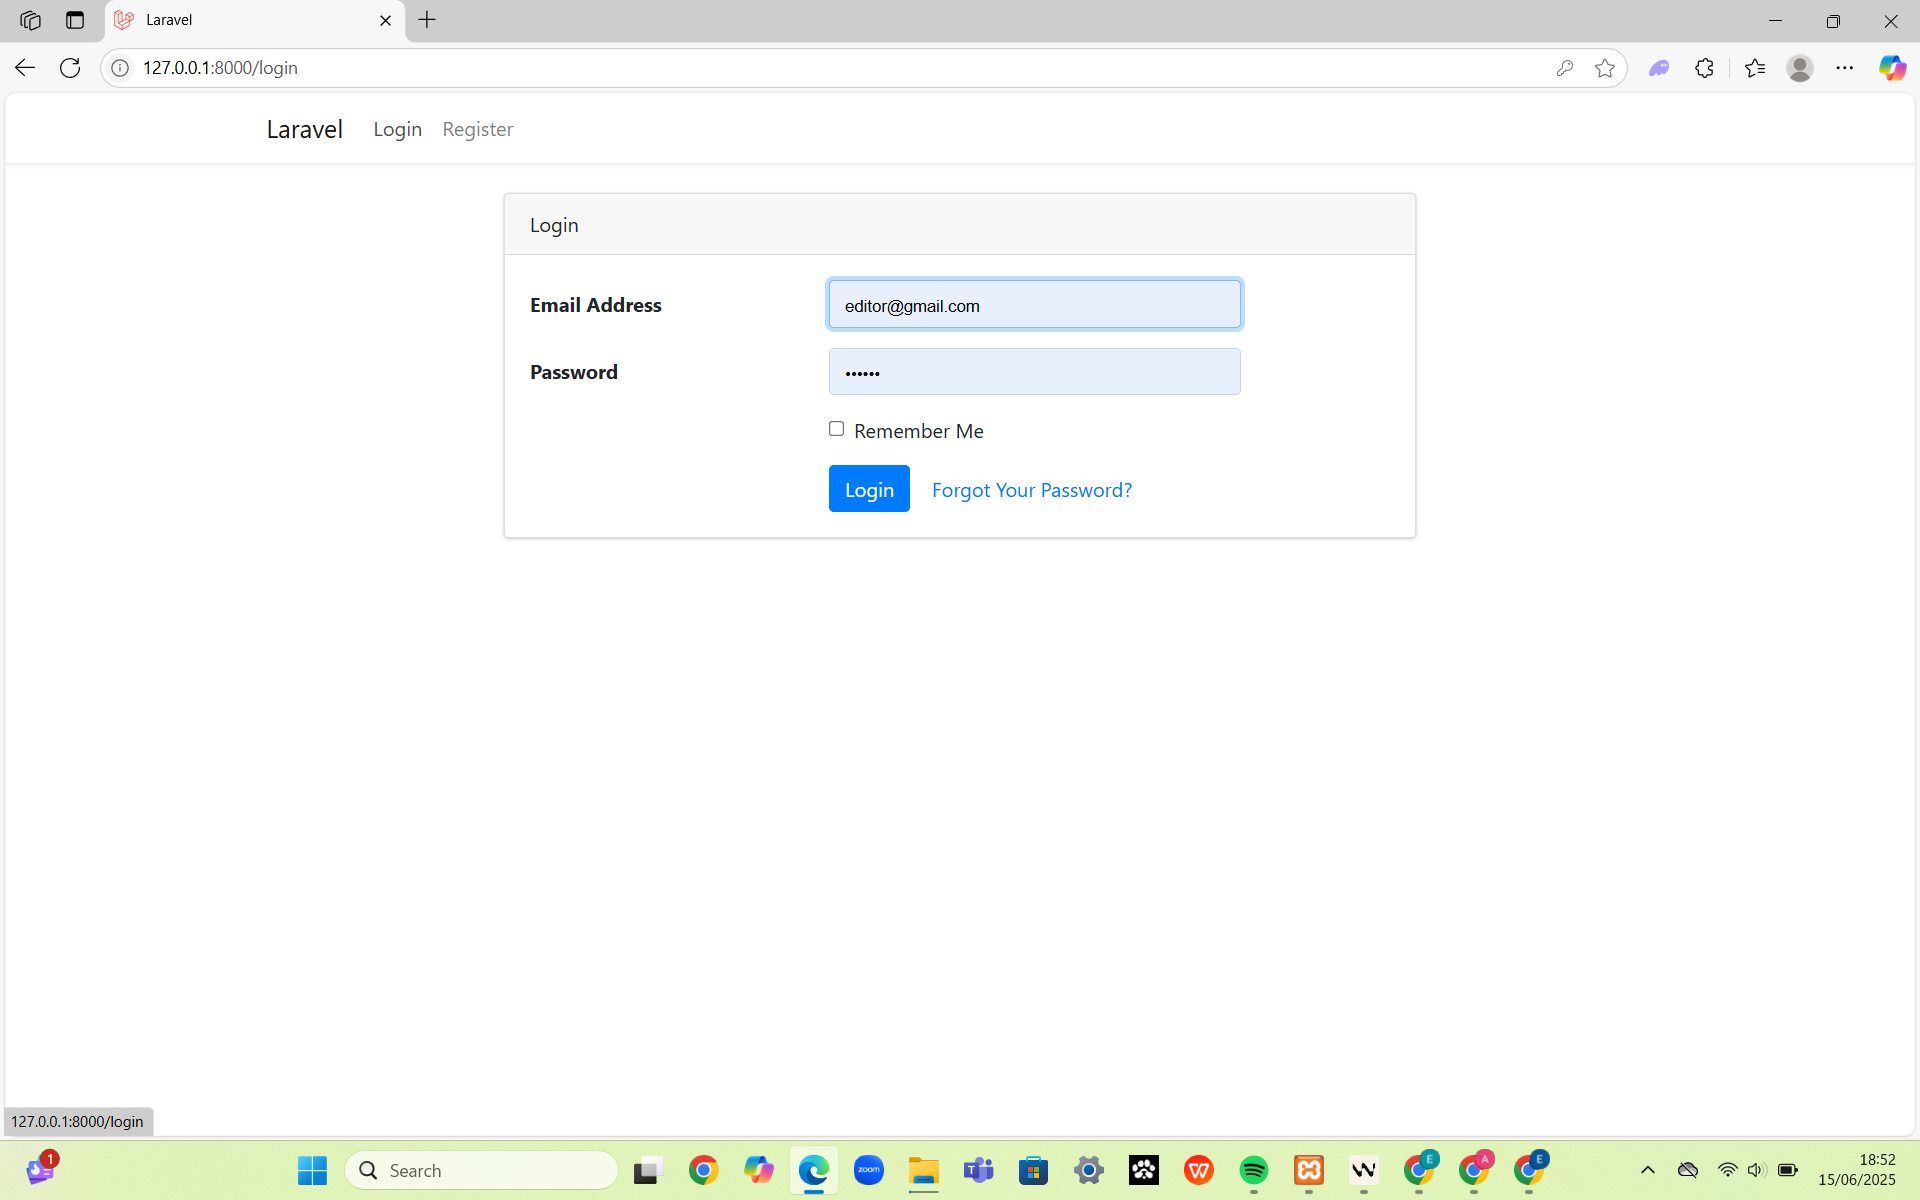 Laravel
127.0.0.1:8000/login
Laravel Login Register
Login
Email Address editor@gmail.com
Password ••••••
Remember Me
Login Forgot Your Password?
127.0.0.1:8000/login
1
Search
zoom
T
W
W
E
A
E
18:52
15/06/2025